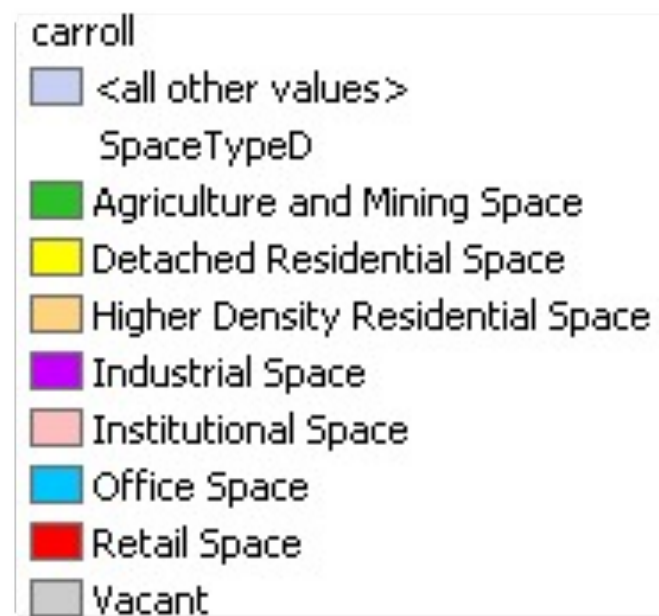 carroll
<all other values>
SpaceTypeD
Agriculture and Mining Space
Detached Residential Space
Higher Density Residential Space
Industrial Space
Institutional Space
Office Space
Retail Space
Vacant